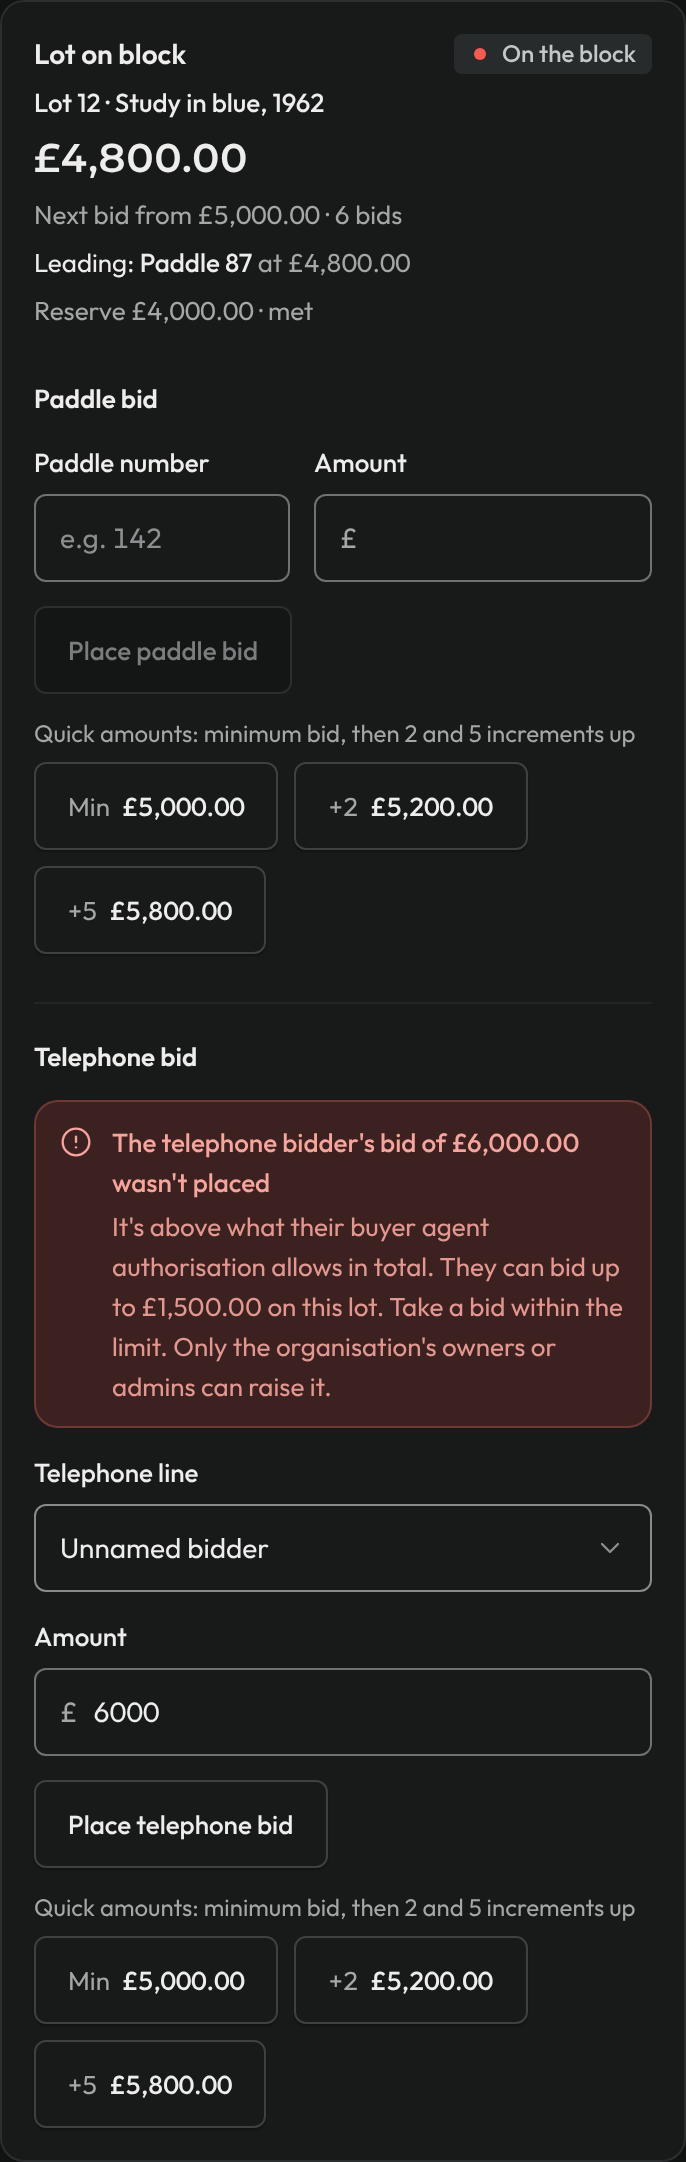 Lot on block
On the block
Lot 12 · Study in blue, 1962
£4,800.00
Next bid from £5,000.00 · 6 bids
Leading: Paddle 87 at £4,800.00
Reserve £4,000.00 · met
Paddle bid
Paddle number
Amount
e.g. 142
£
Place paddle bid
Quick amounts: minimum bid, then 2 and 5 increments up
Min £5,000.00
+2 £5,200.00
+5 £5,800.00
Telephone bid
The telephone bidder's bid of £6,000.00
wasn't placed
It's above what their buyer agent
authorisation allows in total. They can bid up
to £1,500.00 on this lot. Take a bid within the
limit. Only the organisation's owners or
admins can raise it.
Telephone line
Unnamed bidder
Amount
£ 6000
Place telephone bid
Quick amounts: minimum bid, then 2 and 5 increments up
Min £5,000.00
+2 £5,200.00
+5 £5,800.00